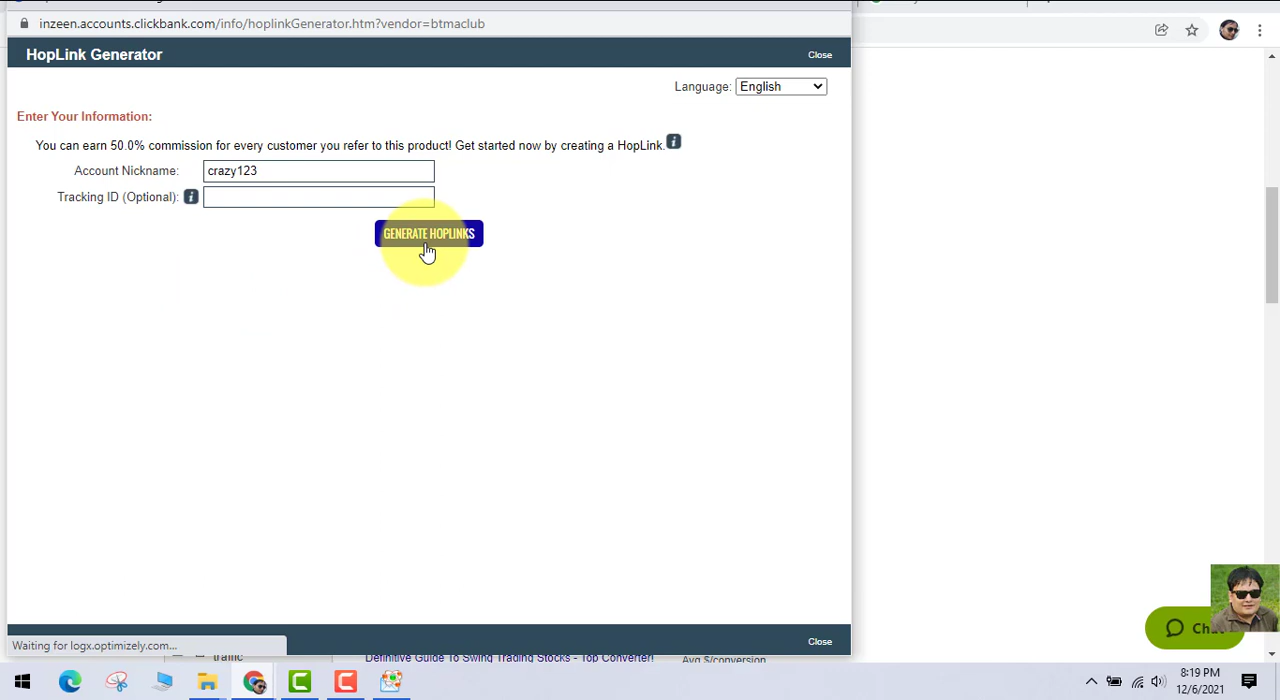 inzeen.accounts.clickbank.com/info/hoplinkGenerator.htm?vendor=btmaclub
HopLink Generator
Close
Language: English
Enter Your Information:
You can earn 50.0% commission for every customer you refer to this product! Get started now by creating a HopLink.
Account Nickname: crazy123
Tracking ID (Optional):
GENERATE HOPLINKS
Close
Waiting for logx.optimizely.com...
traffic
Definitive Guide To Swing Trading Stocks - Top Converter!
Avg $/conversion
8:19 PM
12/6/2021